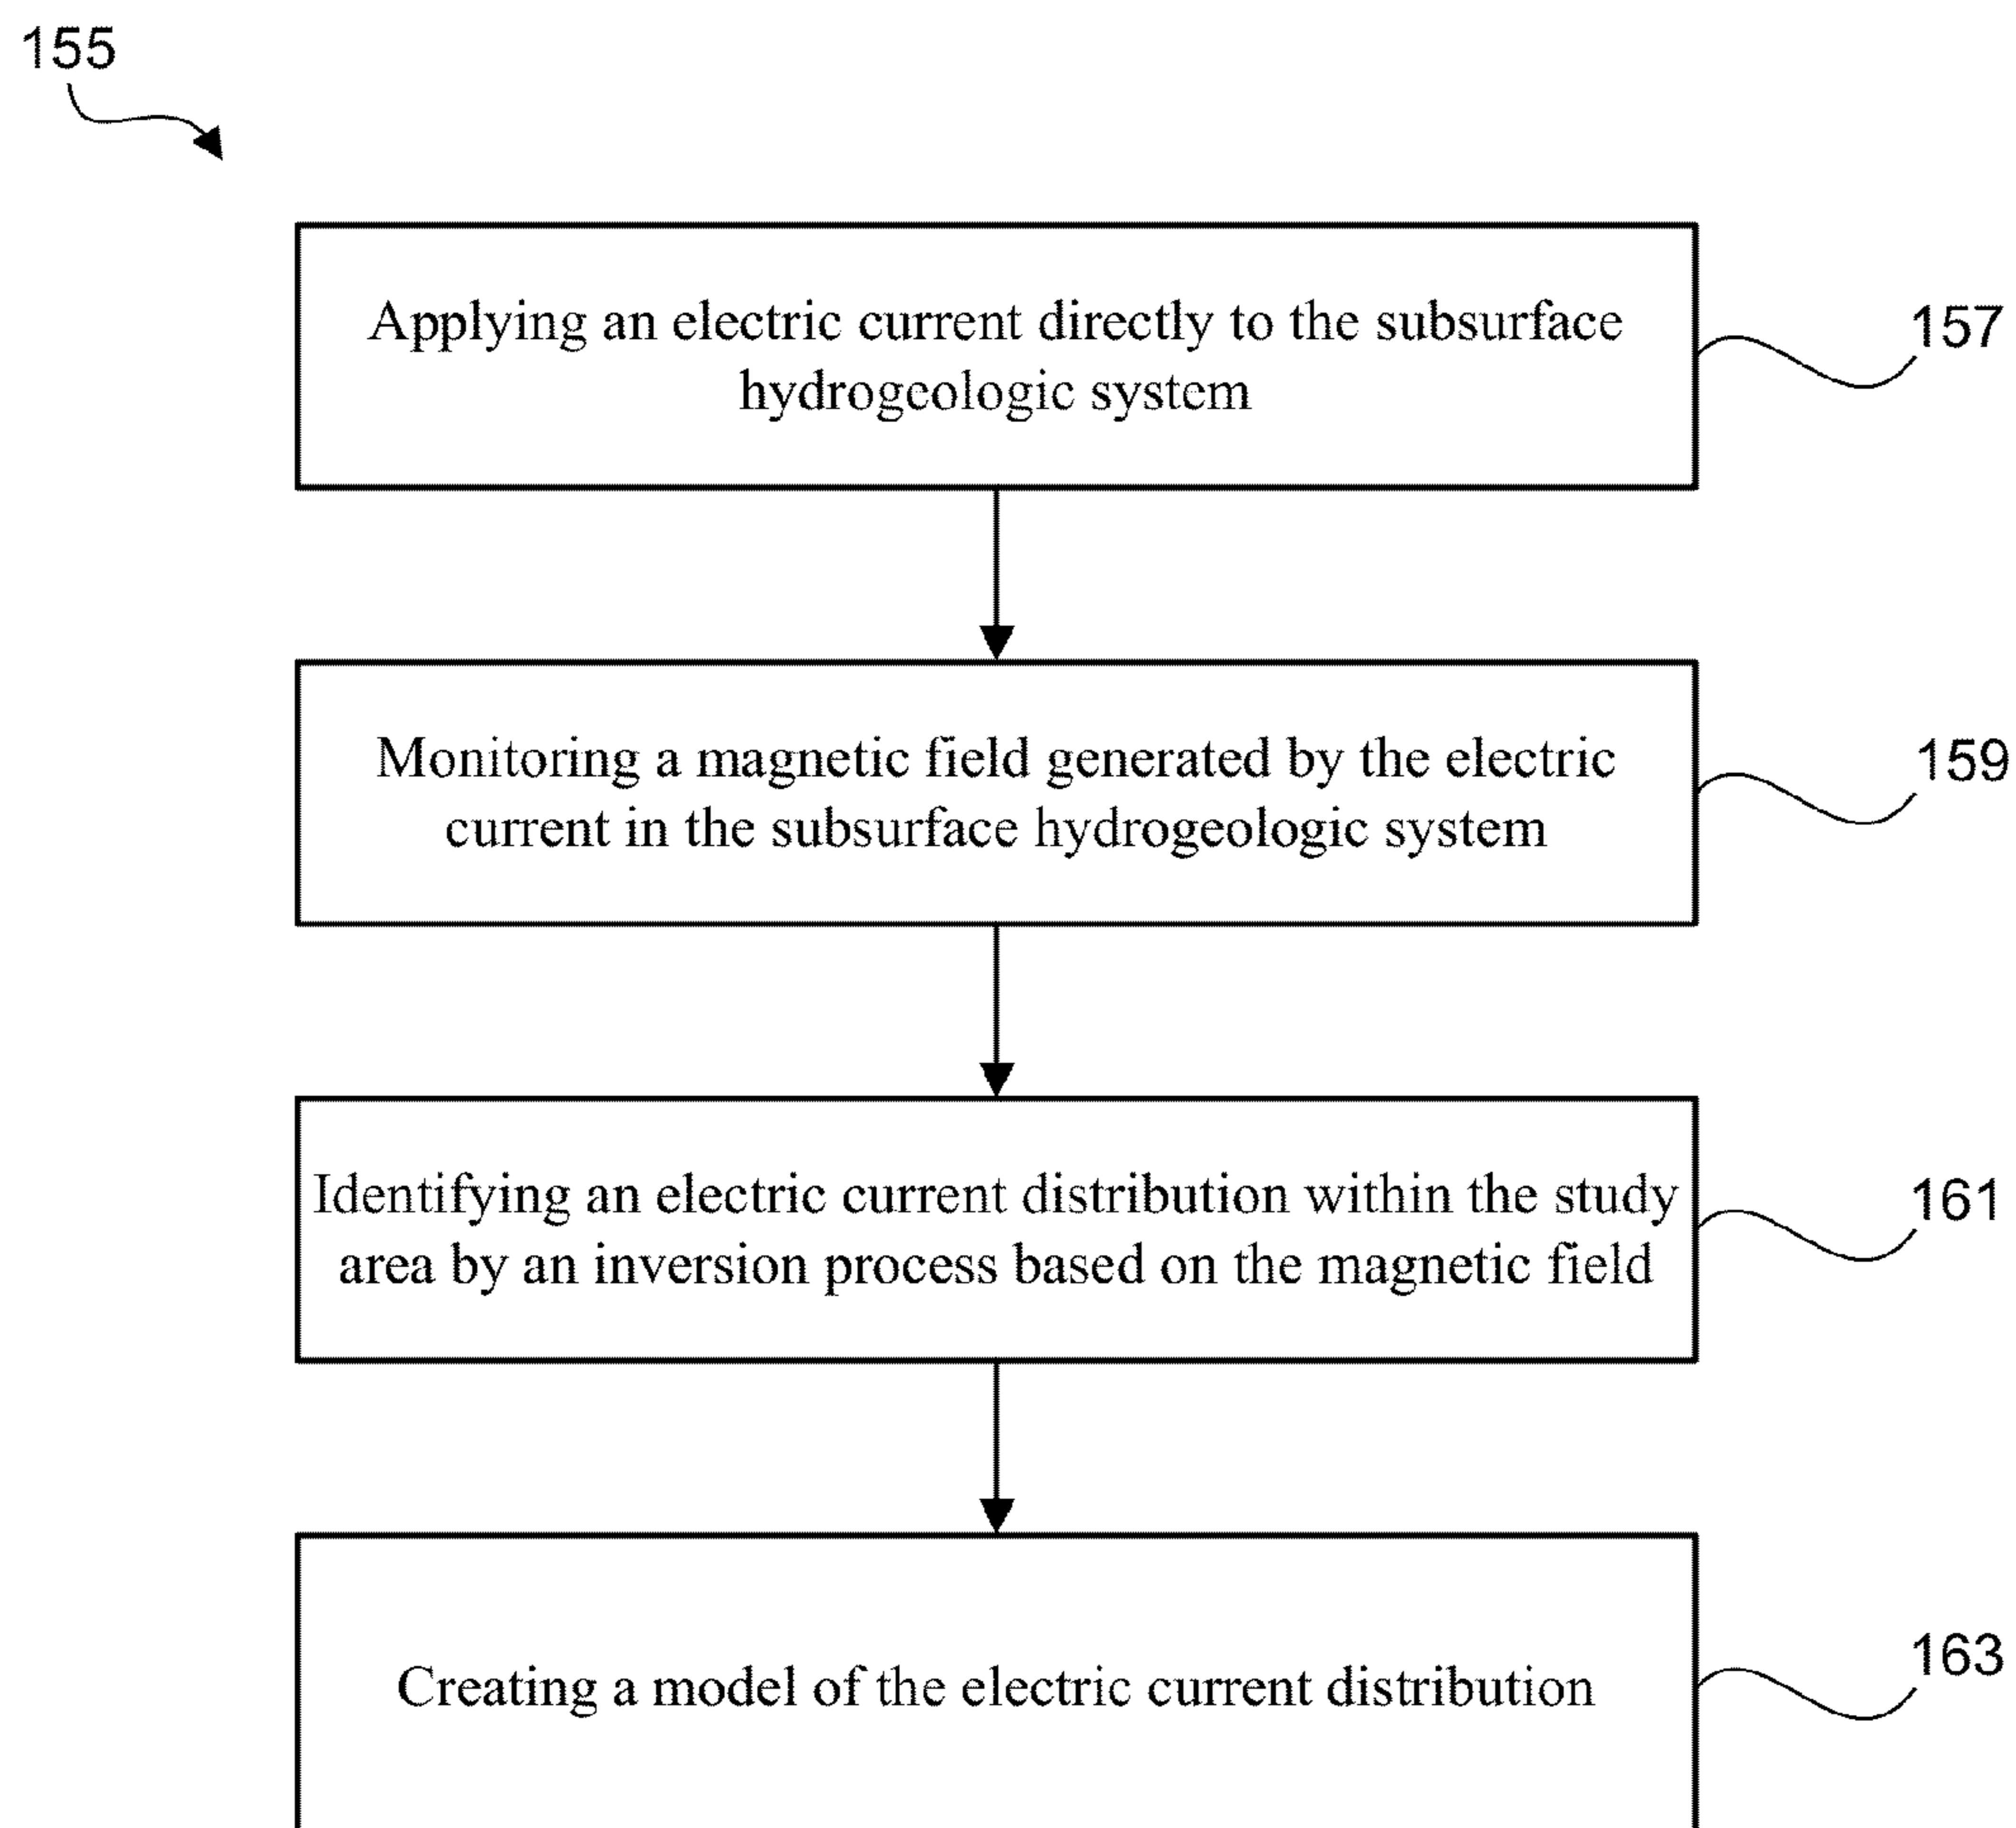 155
Applying an electric current directly to the subsurface
hydrogeologic system
157
Monitoring a magnetic field generated by the electric
current in the subsurface hydrogeologic system
159
Identifying an electric current distribution within the study
area by an inversion process based on the magnetic field
161
Creating a model of the electric current distribution
163